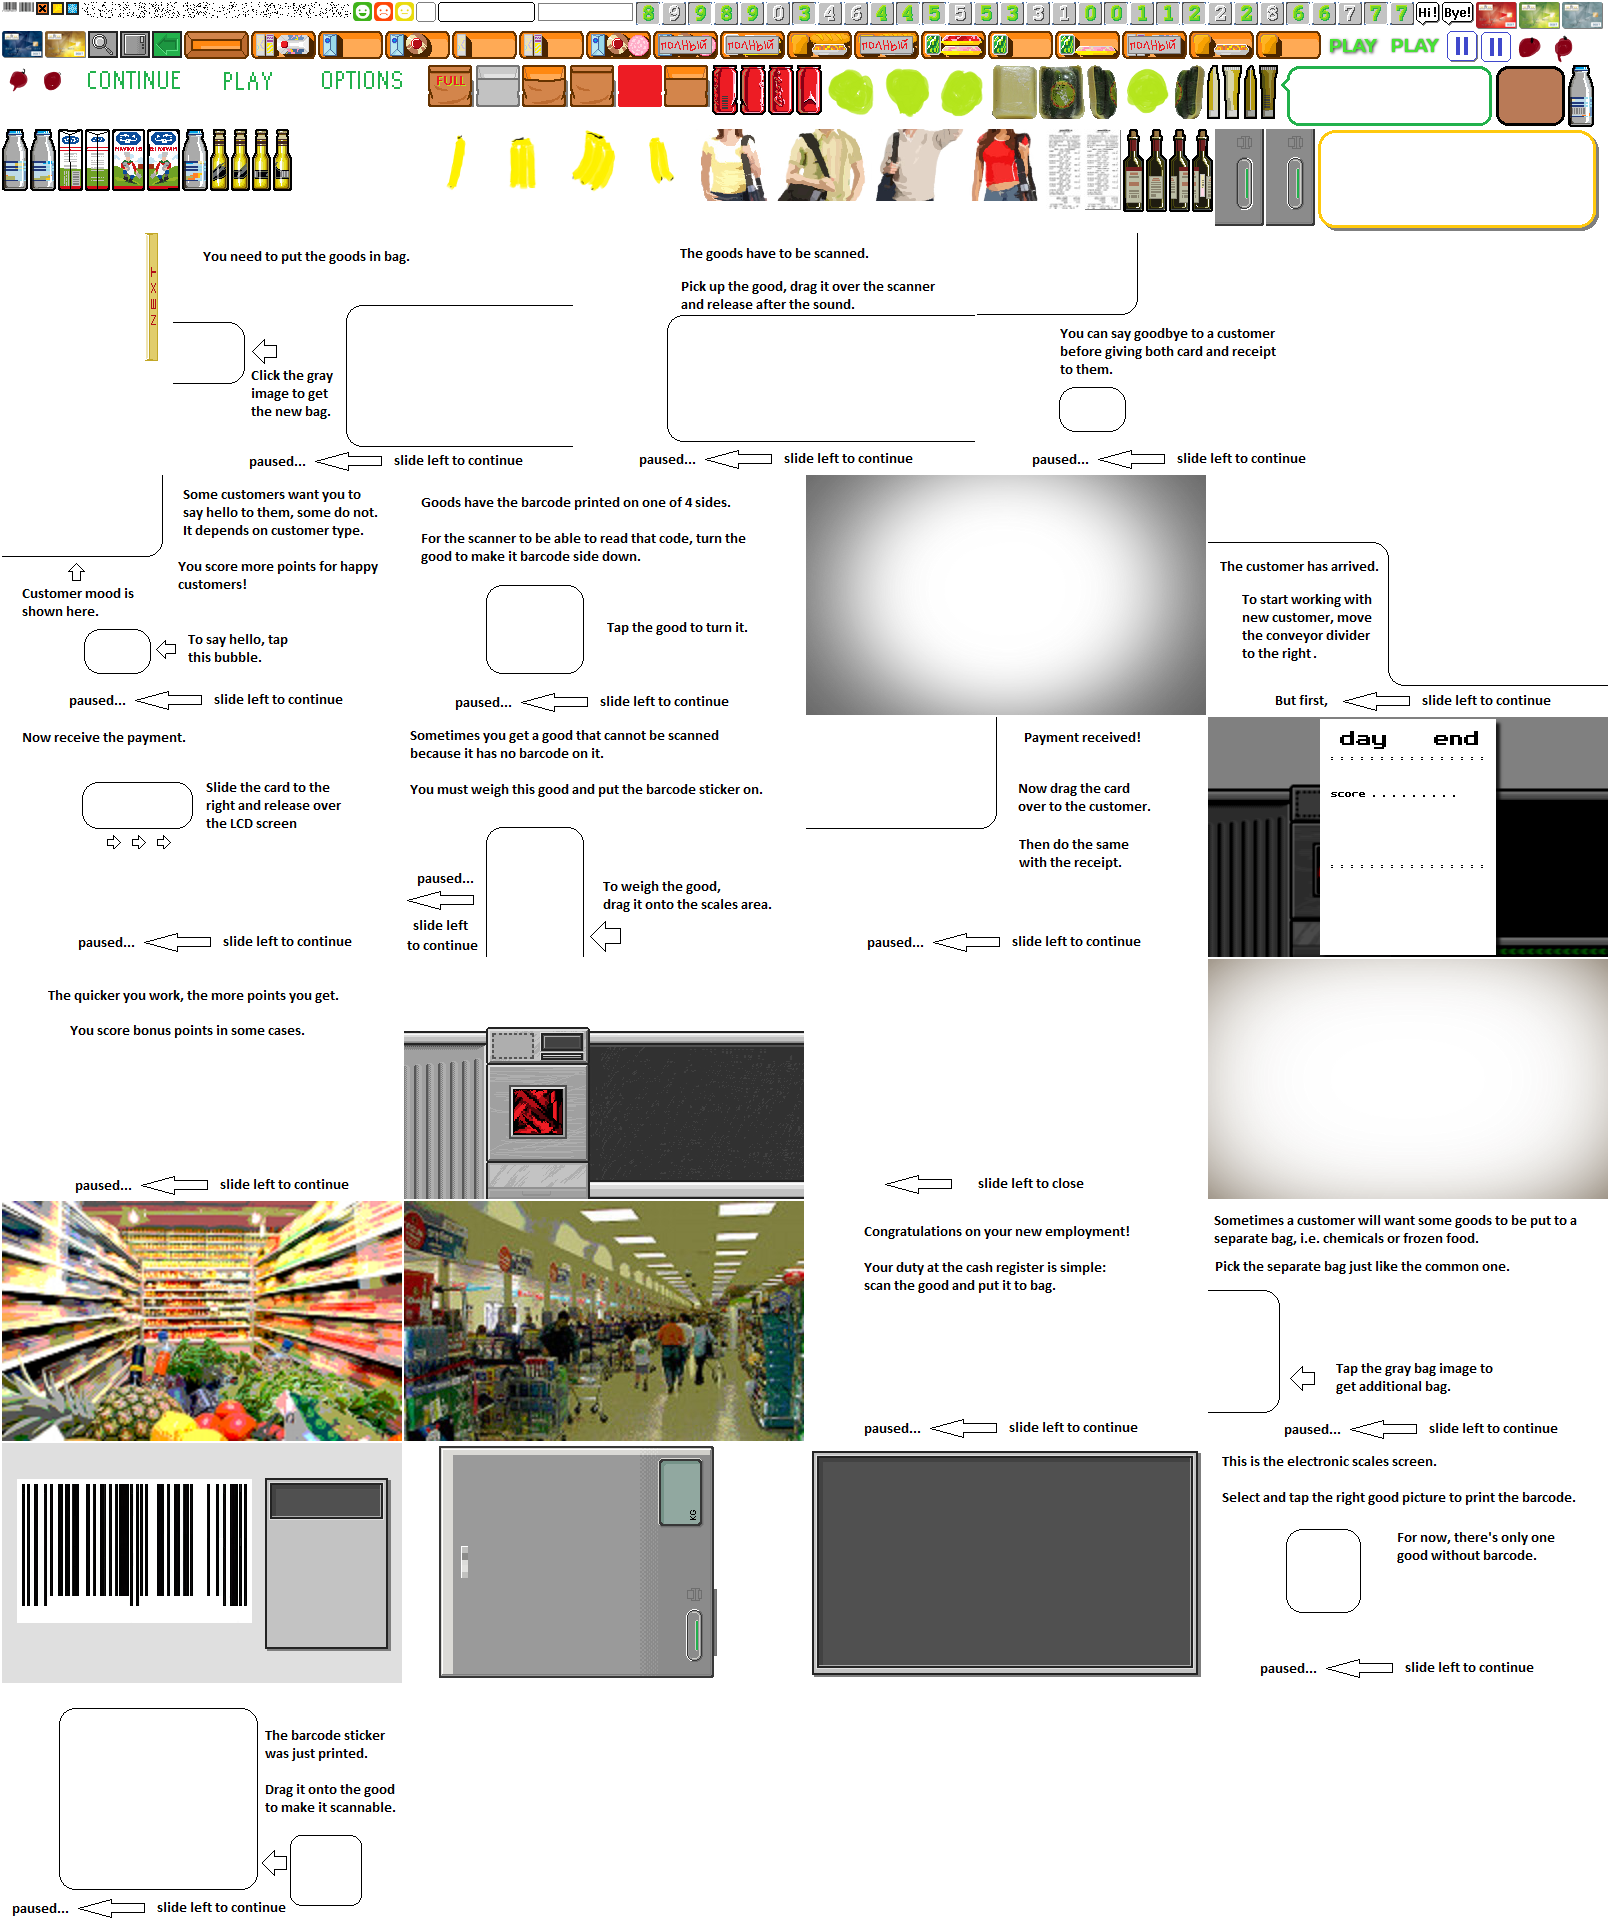 8 9 9 8 9 0 3 4 6 4 4 5 5 5 3 3 1 0 0 1 1 2 2 2 8 6 6 7 7 7 Hi! Bye!
ПОЛНЫЙ ПОЛНЫЙ ПОЛНЫЙ ПОЛНЫЙ PLAY PLAY
CONTINUE PLAY OPTIONS FULL
NEXT
You need to put the goods in bag.
Click the gray
image to get
the new bag.
paused... slide left to continue
The goods have to be scanned.
Pick up the good, drag it over the scanner
and release after the sound.
paused... slide left to continue
You can say goodbye to a customer
before giving both card and receipt
to them.
paused... slide left to continue
Some customers want you to
say hello to them, some do not.
It depends on customer type.
You score more points for happy
customers!
Customer mood is
shown here.
To say hello, tap
this bubble.
paused... slide left to continue
Goods have the barcode printed on one of 4 sides.
For the scanner to be able to read that code, turn the
good to make it barcode side down.
Tap the good to turn it.
paused... slide left to continue
The customer has arrived.
To start working with
new customer, move
the conveyor divider
to the right .
But first, slide left to continue
Now receive the payment.
Slide the card to the
right and release over
the LCD screen
paused... slide left to continue
Sometimes you get a good that cannot be scanned
because it has no barcode on it.
You must weigh this good and put the barcode sticker on.
paused...
slide left
to continue
To weigh the good,
drag it onto the scales area.
Payment received!
Now drag the card
over to the customer.
Then do the same
with the receipt.
paused... slide left to continue
day end
score . . . . . . . . .
The quicker you work, the more points you get.
You score bonus points in some cases.
paused... slide left to continue
slide left to close
Congratulations on your new employment!
Your duty at the cash register is simple:
scan the good and put it to bag.
paused... slide left to continue
Sometimes a customer will want some goods to be put to a
separate bag, i.e. chemicals or frozen food.
Pick the separate bag just like the common one.
Tap the gray bag image to
get additional bag.
paused... slide left to continue
KG
This is the electronic scales screen.
Select and tap the right good picture to print the barcode.
For now, there's only one
good without barcode.
paused... slide left to continue
The barcode sticker
was just printed.
Drag it onto the good
to make it scannable.
paused... slide left to continue